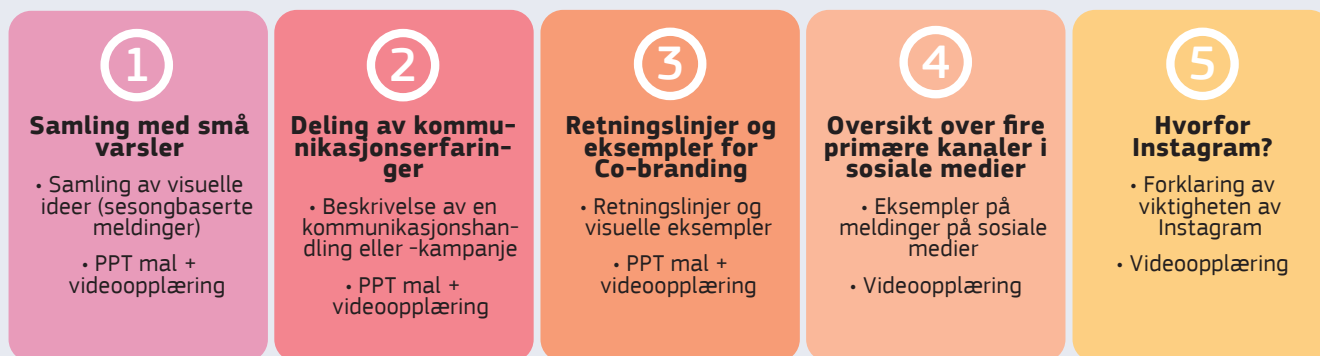 1
Samling med små
varsler
• Samling av visuelle
ideer (sesongbaserte
meldinger)
• PPT mal +
videoopplæring
2
Deling av kommu-
nikasjonserfarin-
ger
• Beskrivelse av en
kommunikasjonshan-
dling eller -kampanje
• PPT mal +
videoopplæring
3
Retningslinjer og
eksempler for
Co-branding
• Retningslinjer og
visuelle eksempler
• PPT mal +
videoopplæring
4
Oversikt over fire
primære kanaler i
sosiale medier
• Eksempler på
meldinger på sosiale
medier
• Videoopplæring
5
Hvorfor
Instagram?
• Forklaring av
viktigheten av
Instagram
• Videoopplæring